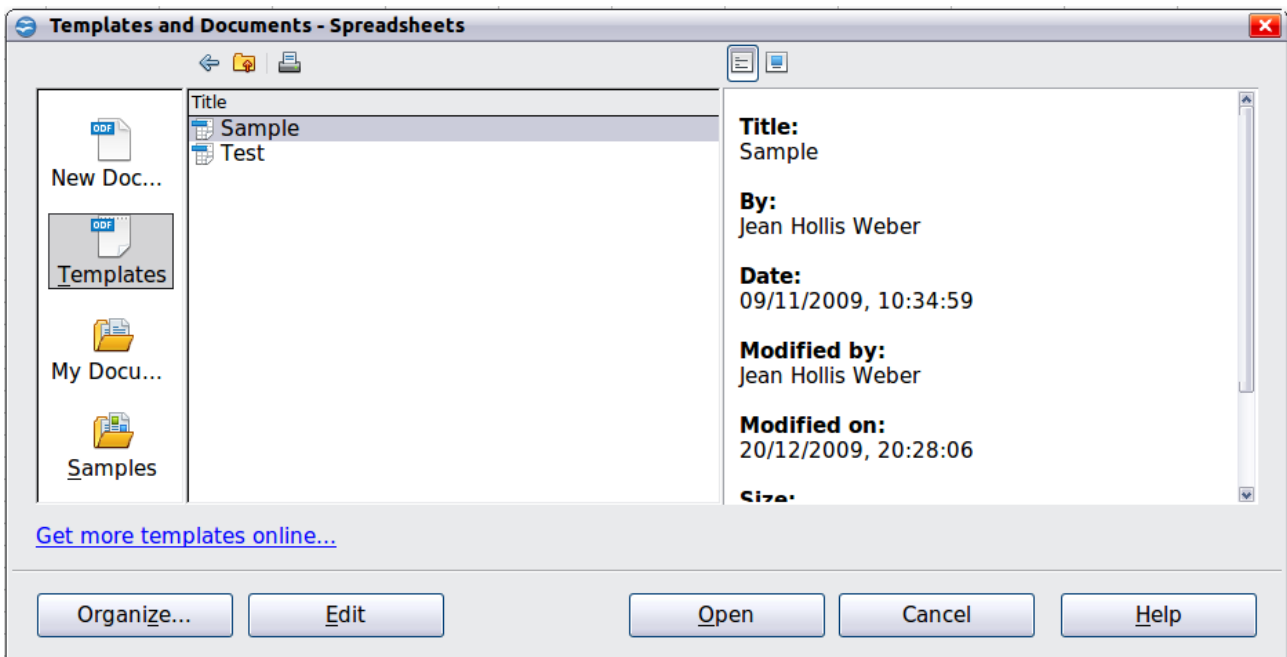 Templates and Documents - Spreadsheets
ODF
New Doc...
ODF
Templates
My Docu...
Samples
Title
Sample
Test
Title:
Sample
By:
Jean Hollis Weber
Date:
09/11/2009, 10:34:59
Modified by:
Jean Hollis Weber
Modified on:
20/12/2009, 20:28:06
Size:
Get more templates online...
Organize...
Edit
Open
Cancel
Help